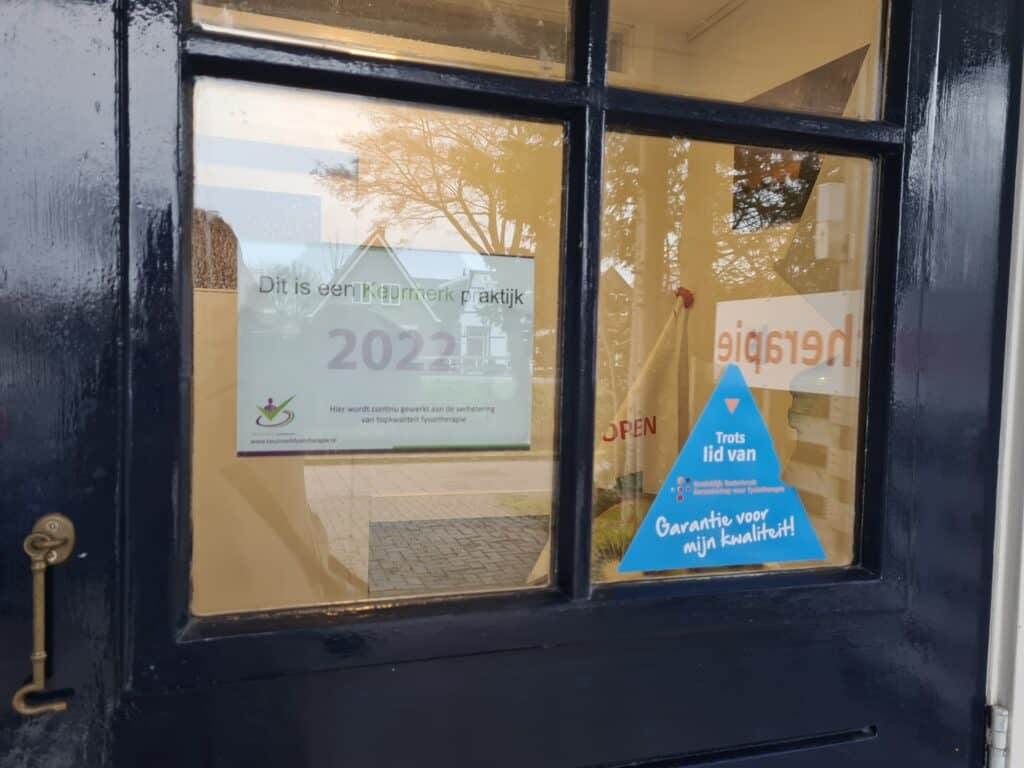 Dit is een Keurmerk praktijk
2022
Hier wordt continu gewerkt aan de verbetering
van topkwaliteit fysiotherapie
www.keurmerkfysiotherapie.nl
OPEN
therapie
Trots
lid van
Koninklijk Nederlands
Genootschap voor Fysiotherapie
Garantie voor
mijn kwaliteit!